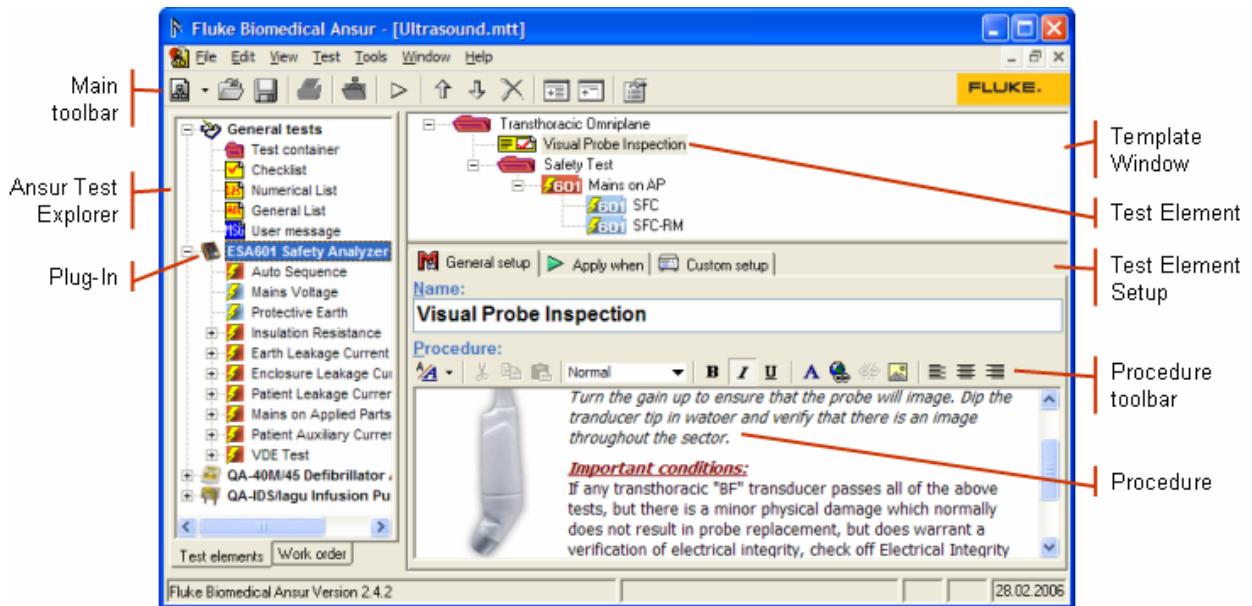 Fluke Biomedical Ansur - [Ultrasound.mtt]
File Edit View Test Tools Window Help
FLUKE.
Main toolbar
Ansur Test Explorer
Plug-In
General tests
Test container
Checklist
Numerical List
General List
MSG User message
ESA601 Safety Analyzer
Auto Sequence
Mains Voltage
Protective Earth
Insulation Resistance
Earth Leakage Current
Enclosure Leakage Cur
Patient Leakage Currer
Mains on Applied Parts
Patient Auxiliary Currer
VDE Test
QA-40M/45 Defibrillator
QA-IDS/lagu Infusion Pu
Test elements Work order
Transthoracic Omniplane
Visual Probe Inspection
Safety Test
601 Mains on AP
601 SFC
601 SFC-RM
General setup Apply when Custom setup
Name:
Visual Probe Inspection
Procedure:
Normal B I U A
Turn the gain up to ensure that the probe will image. Dip the
tranducer tip in watoer and verify that there is an image
throughout the sector.
Important conditions:
If any transthoracic "BF" transducer passes all of the above
tests, but there is a minor physical damage which normally
does not result in probe replacement, but does warrant a
verification of electrical integrity, check off Electrical Integrity
Template Window
Test Element
Test Element Setup
Procedure toolbar
Procedure
Fluke Biomedical Ansur Version 2.4.2
28.02.2006